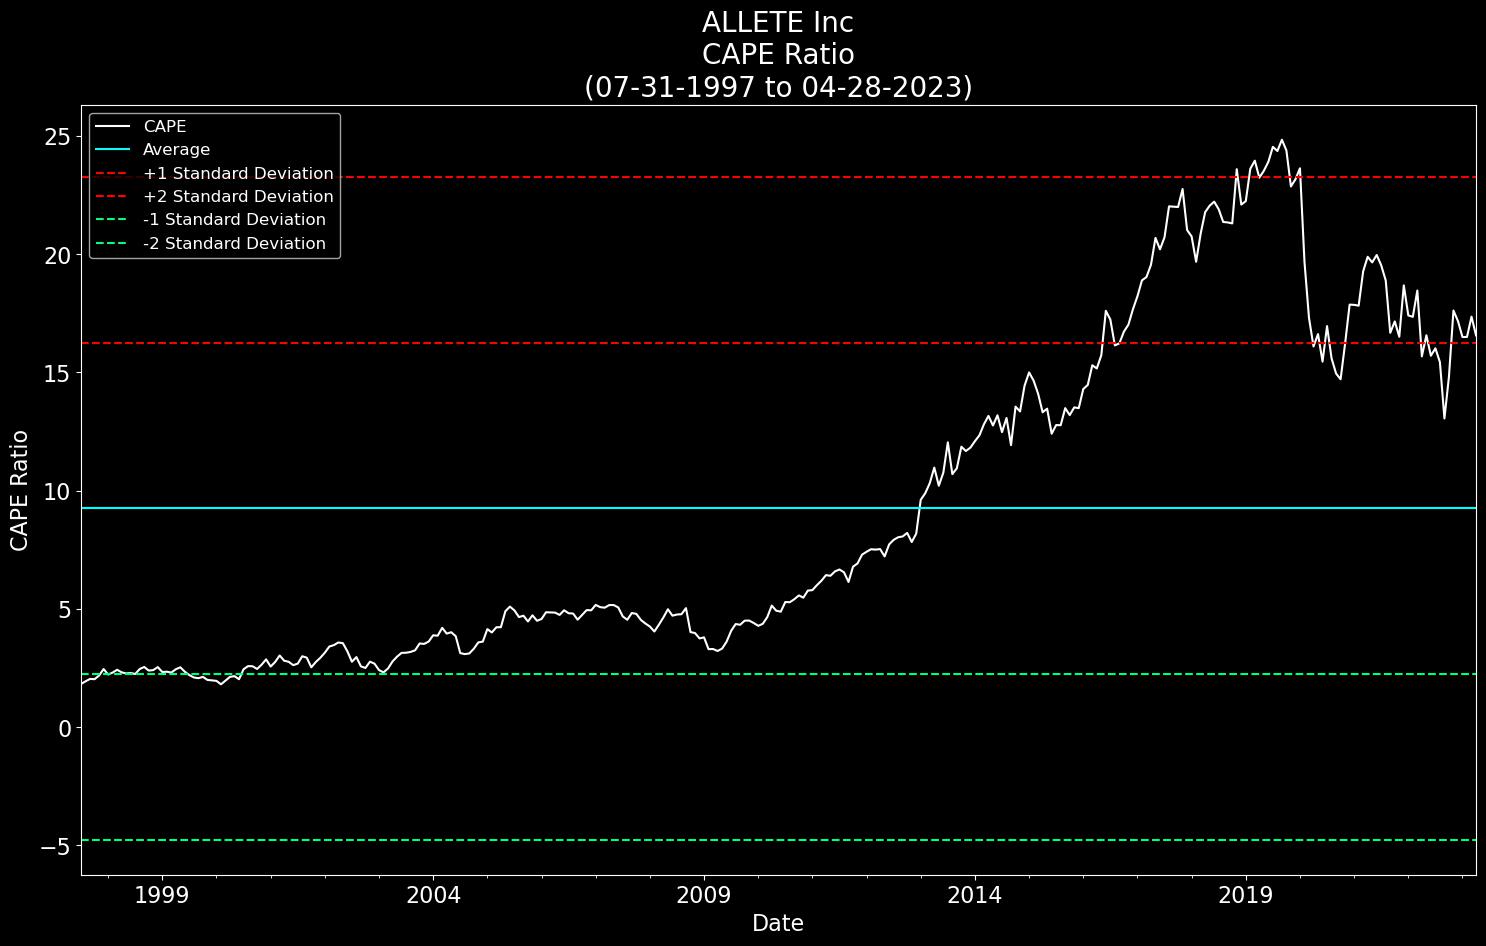 ALLETE Inc
CAPE Ratio
(07-31-1997 to 04-28-2023)
CAPE
Average
+1 Standard Deviation
+2 Standard Deviation
-1 Standard Deviation
-2 Standard Deviation
25
20
15
10
5
0
−5
CAPE Ratio
1999
2004
2009
2014
2019
Date